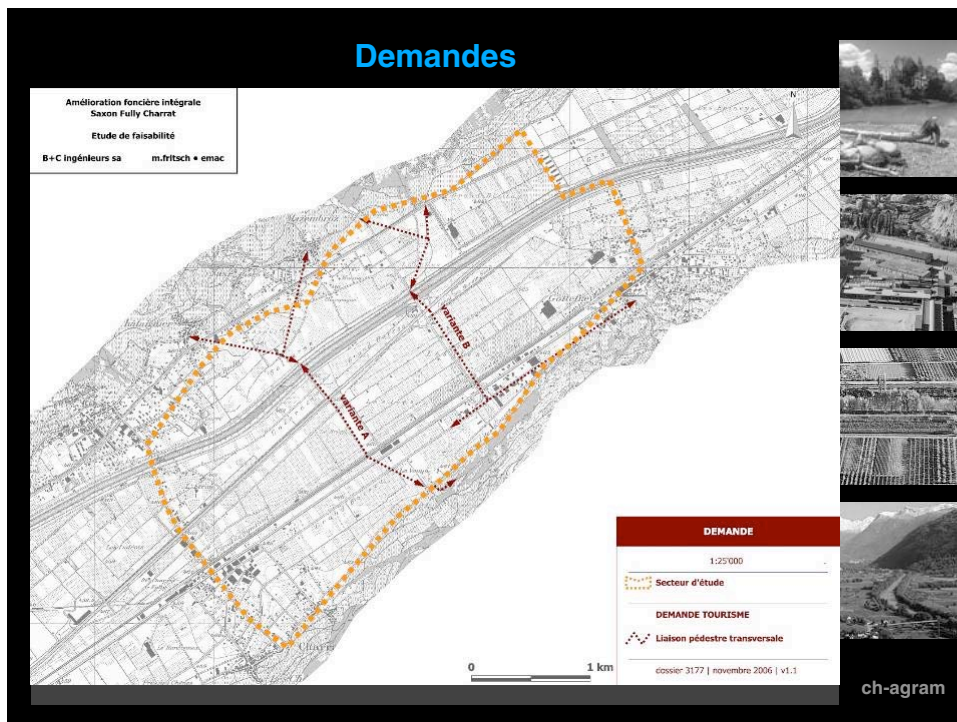 Demandes
Amélioration foncière intégrale
Saxon Fully Charrat
Etude de faisabilité
B+C ingénieurs sa m.fritsch • emac
N
Mazembroz
variante B
variante A
DEMANDE
1:25'000
Secteur d'étude
DEMANDE TOURISME
Liaison pédestre transversale
0 1 km
dossier 3177 | novembre 2006 | v1.1
ch-agram